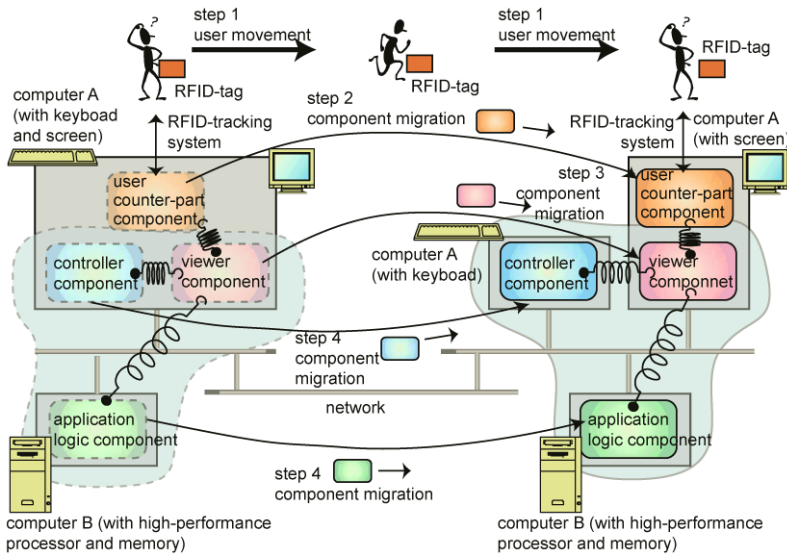 step 1
user movement
step 1
user movement
RFID-tag
RFID-tag
RFID-tag
computer A
(with keyboad
and screen)
RFID-tracking
system
step 2
component migration
RFID-tracking
system
computer A
(with screen)
user
counter-part
component
step 3
component
migration
user
counter-part
component
controller
component
viewer
component
computer A
(with keyboad)
controller
component
viewer
componnet
step 4
component
migration
network
application
logic component
application
logic component
step 4
component migration
computer B (with high-performance
processor and memory)
computer B (with high-performance
processor and memory)